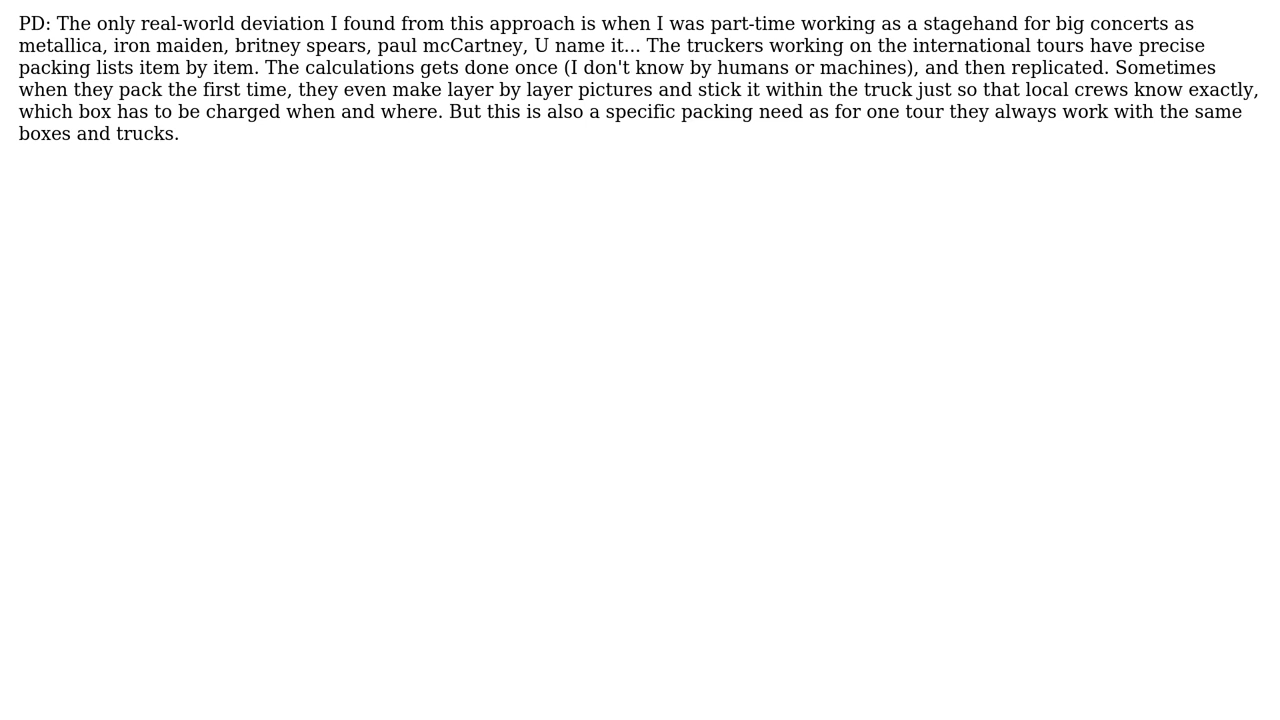 PD: The only real-world deviation I found from this approach is when I was part-time working as a stagehand for big concerts as
metallica, iron maiden, britney spears, paul mcCartney, U name it... The truckers working on the international tours have precise
packing lists item by item. The calculations gets done once (I don't know by humans or machines), and then replicated. Sometimes
when they pack the first time, they even make layer by layer pictures and stick it within the truck just so that local crews know exactly,
which box has to be charged when and where. But this is also a specific packing need as for one tour they always work with the same
boxes and trucks.